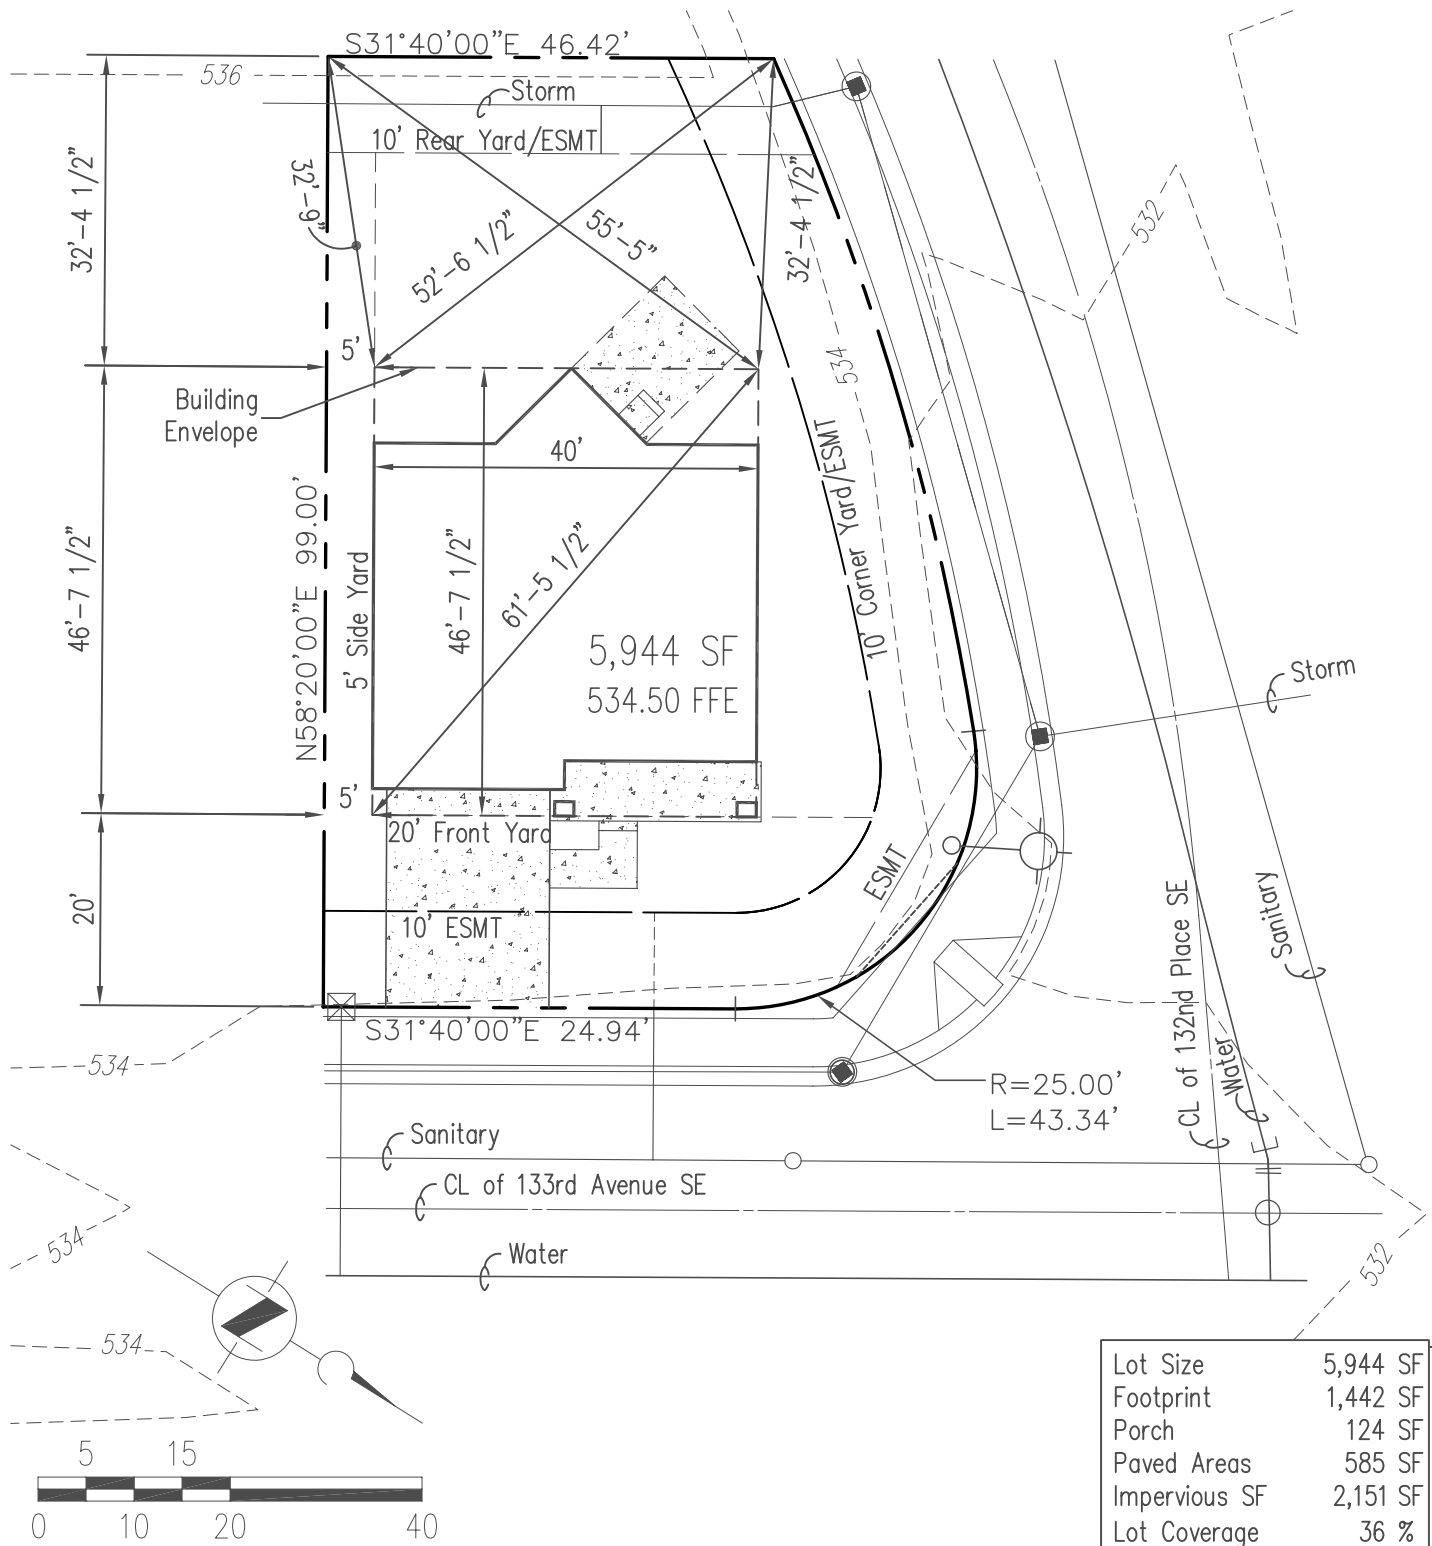 S31°40'00"E 46.42'
536
Storm
10' Rear Yard/ESMT
32'-4 1/2"
32'-9"
52'-6 1/2"
55'-5"
32'-4 1/2"
532
5'
534
Building
Envelope
40'
10' Corner Yard/ESMT
N58°20'00"E 99.00'
46'-7 1/2"
5' Side Yard
46'-7 1/2"
61'-5 1/2"
5,944 SF
534.50 FFE
Storm
5'
20' Front Yard
20'
ESMT
10' ESMT
CL of 132nd Place SE
Sanitary
Water
S31°40'00"E 24.94'
534
R=25.00'
L=43.34'
Sanitary
CL of 133rd Avenue SE
534
Water
532
534
5 15
0 10 20 40
Lot Size 5,944 SF
Footprint 1,442 SF
Porch 124 SF
Paved Areas 585 SF
Impervious SF 2,151 SF
Lot Coverage 36 %